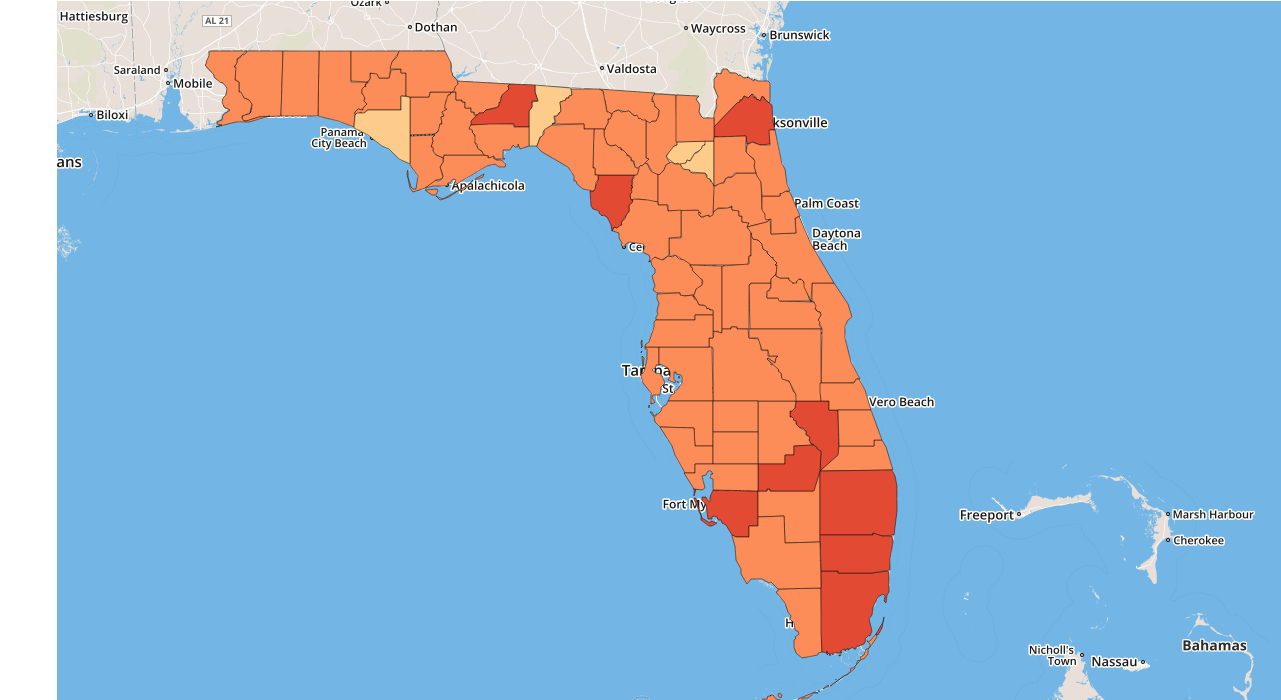 Ozark
Hattiesburg
AL 21
Dothan
Waycross
Brunswick
Saraland
Valdosta
Mobile
Biloxi
ksonville
Panama
City Beach
ans
Apalachicola
Palm Coast
Daytona
Beach
Ce
Tampa
St
Vero Beach
Fort My
Freeport
Marsh Harbour
Cherokee
H
Nicholl's
Town
Nassau
Bahamas